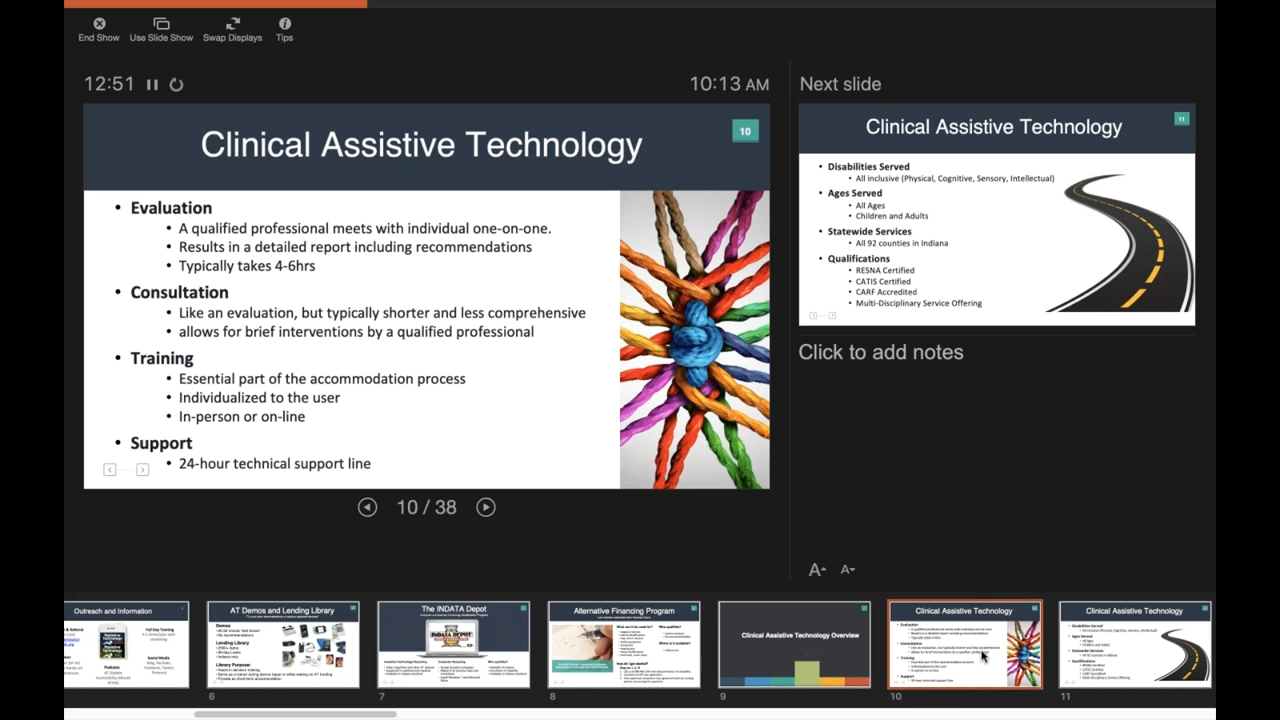 End Show Use Slide Show Swap Displays Tips
12:51 10:13 AM
Clinical Assistive Technology
10
• Evaluation
• A qualified professional meets with individual one-on-one.
• Results in a detailed report including recommendations
• Typically takes 4-6hrs
• Consultation
• Like an evaluation, but typically shorter and less comprehensive
• allows for brief interventions by a qualified professional
• Training
• Essential part of the accommodation process
• Individualized to the user
• In-person or on-line
• Support
• 24-hour technical support line
10 / 38
Next slide
Clinical Assistive Technology
11
• Disabilities Served
• All inclusive (Physical, Cognitive, Sensory, Intellectual)
• Ages Served
• All Ages
• Children and Adults
• Statewide Services
• All 92 counties in Indiana
• Qualifications
• RESNA Certified
• CATIS Certified
• CARF Accredited
• Multi-Disciplinary Service Offering
Click to add notes
A A
Outreach and Information
AT Demos and Lending Library
Demos
Lending Library
Library Purpose:
6
The INDATA Depot
INDATA DEPOT
7
Alternative Financing Program
8
Clinical Assistive Technology Overview
9
Clinical Assistive Technology
10
Clinical Assistive Technology
11